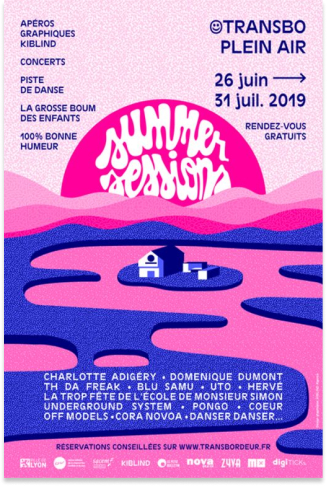 APÉROS
GRAPHIQUES
KIBLIND
CONCERTS
PISTE
DE DANSE
LA GROSSE BOUM
DES ENFANTS
100% BONNE
HUMEUR
TRANSBO
PLEIN AIR
26 juin
31 juil. 2019
RENDEZ-VOUS
GRATUITS
summer
sessions
CHARLOTTE ADIGÉRY • DOMENIQUE DUMONT
TH DA FREAK • BLU SAMU • UTO • HERVÉ
LA TROP FÊTE DE L'ÉCOLE DE MONSIEUR SIMON
UNDERGROUND SYSTEM • PONGO • COEUR
OFF MODELS • CORA NOVOA • DANSER DANSER...
RÉSERVATIONS CONSEILLÉES SUR WWW.TRANSBORDEUR.FR
KIBLIND
nova
zyva
digitick